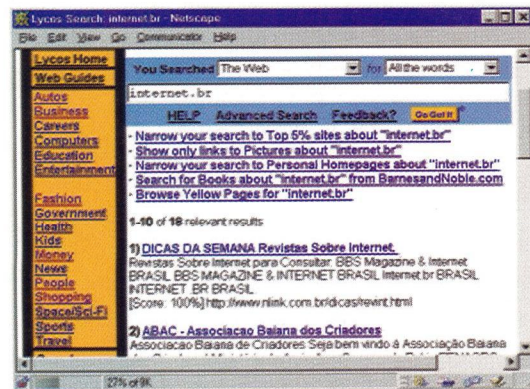 Lycos Search: internet.br - Netscape
File Edit View Go Communicator Help
Lycos Home
Web Guides
Autos
Business
Careers
Computers
Education
Entertainment
Fashion
Government
Health
Kids
Money
News
People
Shopping
Space/Sci-Fi
Sports
Travel
You Searched The Web for All the words
internet.br
HELP Advanced Search Feedback? Go Get It
- Narrow your search to Top 5% sites about "internet.br"
- Show only links to Pictures about "internet.br"
- Narrow your search to Personal Homepages about "internet.br"
- Search for Books about "internet.br" from BarnesandNoble.com
- Browse Yellow Pages for "internet.br"
1-10 of 18 relevant results
1) DICAS DA SEMANA Revistas Sobre Internet.
Revistas Sobre Internet para Consultar. BBS Magazine & Internet
BRASIL BBS MAGAZINE & INTERNET BRASIL Internet br BRASIL
INTERNET BR BRASIL
[Score: 100%] http://www.nlink.com.br/dicas/revint.html
2) ABAC - Associacao Baiana dos Criadores
Associacao Baiana de Criadores Seja bem vindo à Associação Baiana
27% of 9K